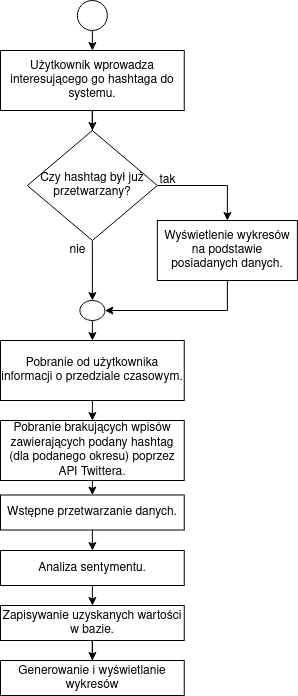 Użytkownik wprowadza
interesującego go hashtaga do
systemu.
Czy hashtag był już
przetwarzany?
tak
nie
Wyświetlenie wykresów
na podstawie
posiadanych danych.
Pobranie od użytkownika
informacji o przedziale czasowym.
Pobranie brakujących wpisów
zawierających podany hashtag
(dla podanego okresu) poprzez
API Twittera.
Wstępne przetwarzanie danych.
Analiza sentymentu.
Zapisywanie uzyskanych wartości
w bazie.
Generowanie i wyświetlanie
wykresów